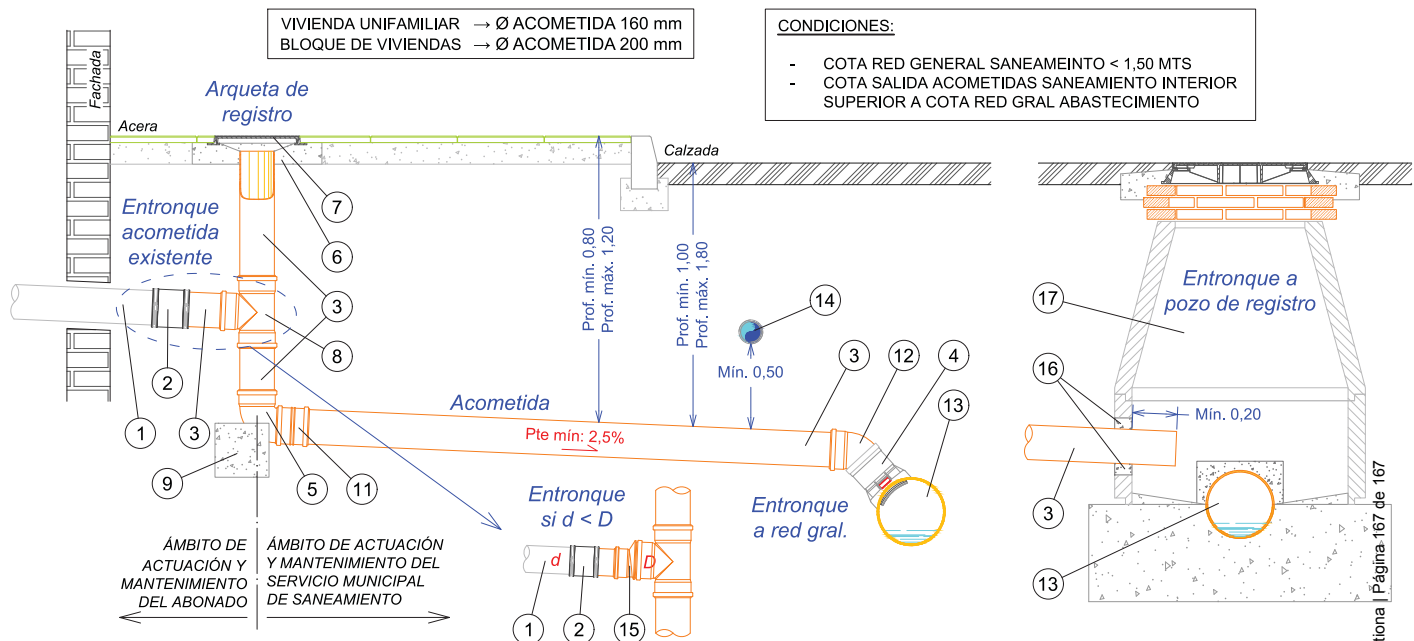 VIVIENDA UNIFAMILIAR → Ø ACOMETIDA 160 mm
BLOQUE DE VIVIENDAS → Ø ACOMETIDA 200 mm
CONDICIONES:
- COTA RED GENERAL SANEAMEINTO < 1,50 MTS
- COTA SALIDA ACOMETIDAS SANEAMIENTO INTERIOR
SUPERIOR A COTA RED GRAL ABASTECIMIENTO
Fachada
Acera
Arqueta de
registro
Calzada
Entronque
acometida
existente
7
6
3
8
1
2
3
9
5
11
Prof. mín. 0,80
Prof. máx. 1,20
Prof. mín. 1,00
Prof. máx. 1,80
14
Mín. 0,50
Acometida
Pte mín: 2,5%
3
12
4
13
Entronque
a red gral.
Entronque
si d < D
d
D
1
2
15
ÁMBITO DE
ACTUACIÓN Y
MANTENIMIENTO
DEL ABONADO
ÁMBITO DE ACTUACIÓN
Y MANTENIMIENTO DEL
SERVICIO MUNICIPAL
DE SANEAMIENTO
Entronque a
pozo de registro
17
16
Mín. 0,20
3
13
tiona | Página 167 de 167